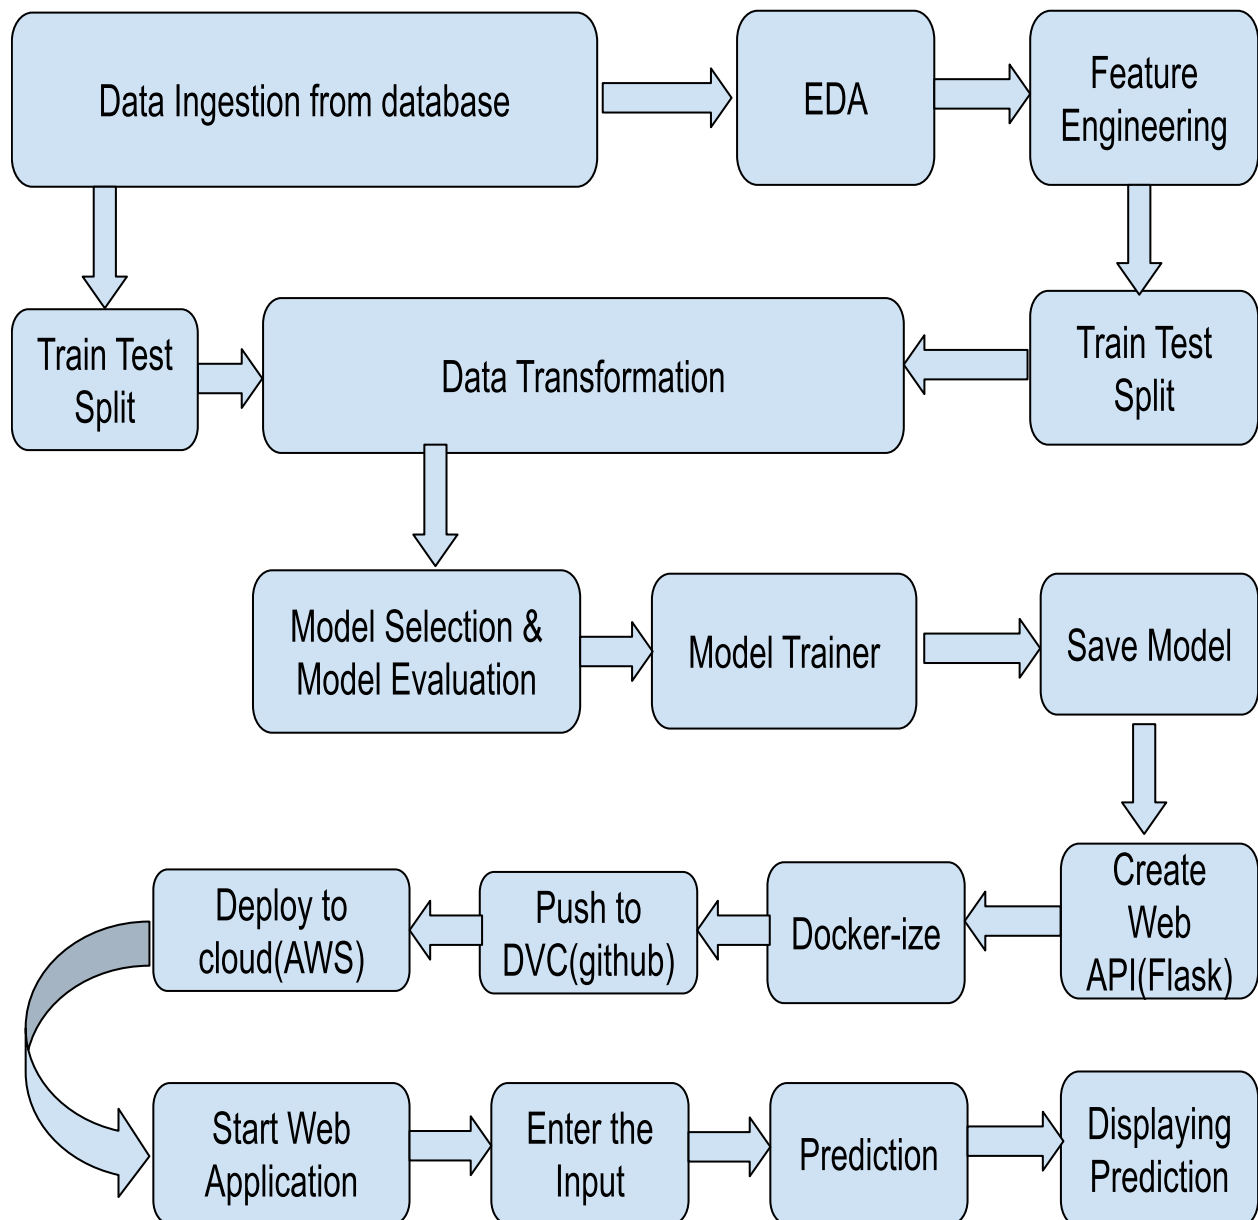 Data Ingestion from database
EDA
Feature
Engineering
Train Test
Split
Data Transformation
Train Test
Split
Model Selection &
Model Evaluation
Model Trainer
Save Model
Deploy to
cloud(AWS)
Push to
DVC(github)
Docker-ize
Create
Web
API(Flask)
Start Web
Application
Enter the
Input
Prediction
Displaying
Prediction